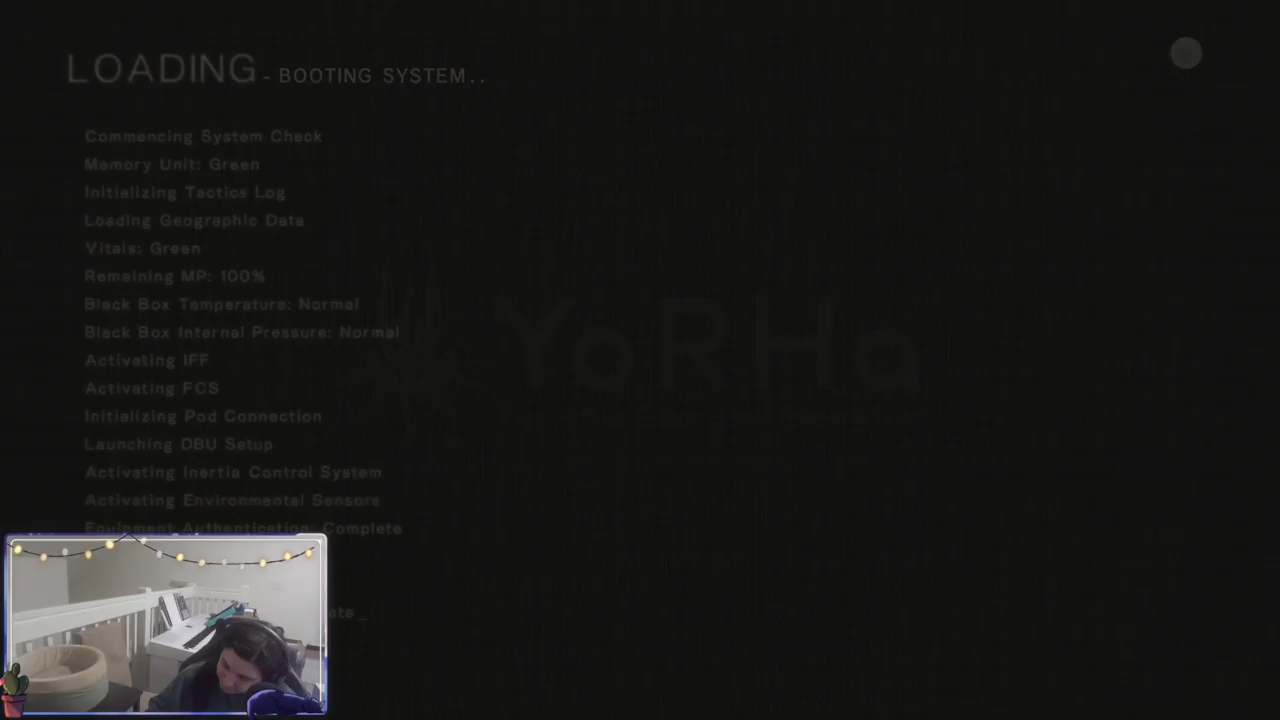 LOADING - BOOTING SYSTEM..
Commencing System Check
Memory Unit: Green
Initializing Tactics Log
Loading Geographic Data
Vitals: Green
Remaining MP: 100%
Black Box Temperature: Normal
Black Box Internal Pressure: Normal
Activating IFF
Activating FCS
Initializing Pod Connection
Launching DBU Setup
Activating Inertia Control System
Activating Environmental Sensors
Equipment Authentication: Complete
YoRHa